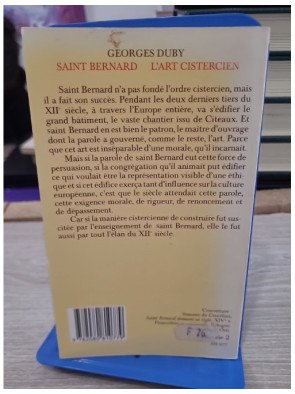 GEORGES DUBY
SAINT BERNARD L'ART CISTERCIEN
Saint Bernard n'a pas fondé l'ordre cistercien, mais
il a fait son succès. Pendant les deux derniers tiers du
XIIe siècle, à travers l'Europe entière, va s'édifier le
grand bâtiment, le vaste chantier issu de Cîteaux. Et
saint Bernard en est bien le patron, le maître d'ouvrage
dont la parole a gouverné, comme le reste, l'art. Parce
que cet art est inséparable d'une morale, qu'il incarnait.
Mais si la parole de saint Bernard eut cette force de
persuasion, si la congrégation qu'il animait put édifier
ce qui voulait être la représentation visible d'une éthi-
que et si cet édifice exerça tant d'influence sur la culture
européenne, c'est que le siècle attendait cette parole,
cette exigence morale, de rigueur, de renoncement et
de dépassement.
Car si la manière cistercienne de construire fut sus-
citée par l'enseignement de saint Bernard, elle le fut
aussi par tout l'élan du XIIe siècle.
Couverture
F 76